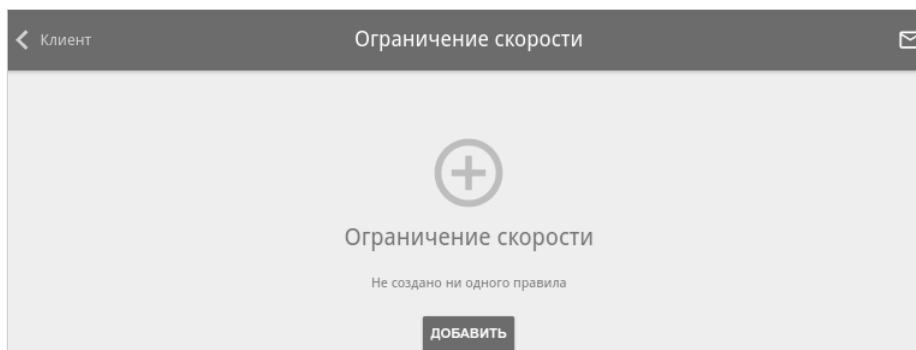 Клиент
Ограничение скорости
Ограничение скорости
Не создано ни одного правила
ДОБАВИТЬ